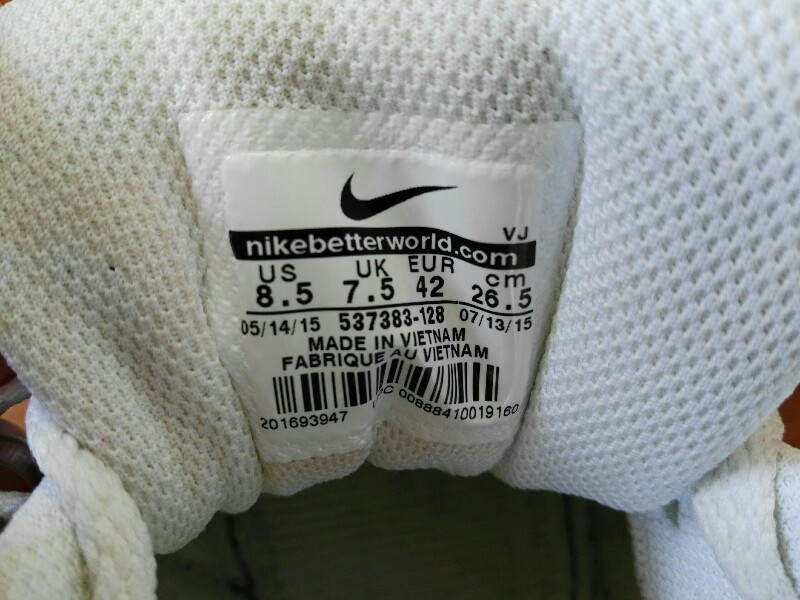 VJ
nikebetterworld.com
US UK EUR cm
8.5 7.5 42 26.5
05/14/15 537383-128 07/13/15
MADE IN VIETNAM
FABRIQUE AU VIETNAM
201693947 00888410019160